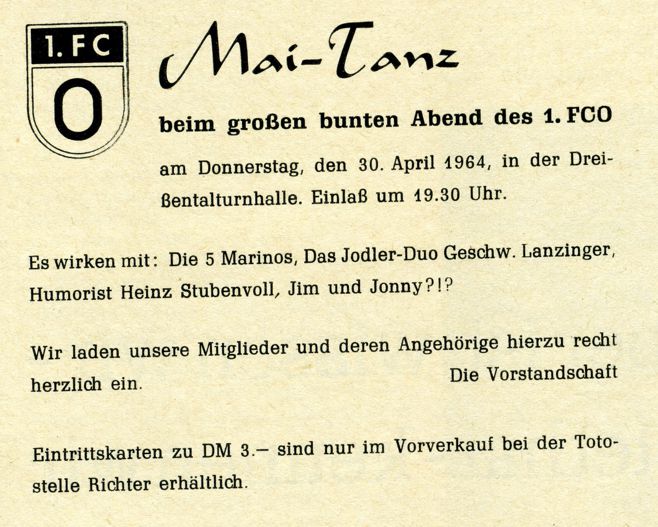 1. FC
O
Mai-Tanz
beim großen bunten Abend des 1. FCO
am Donnerstag, den 30. April 1964, in der Drei-
ßentalturnhalle. Einlaß um 19.30 Uhr.
Es wirken mit: Die 5 Marinos, Das Jodler-Duo Geschw. Lanzinger,
Humorist Heinz Stubenvoll, Jim und Jonny?!?
Wir laden unsere Mitglieder und deren Angehörige hierzu recht
herzlich ein. Die Vorstandschaft
Eintrittskarten zu DM 3.— sind nur im Vorverkauf bei der Toto-
stelle Richter erhältlich.